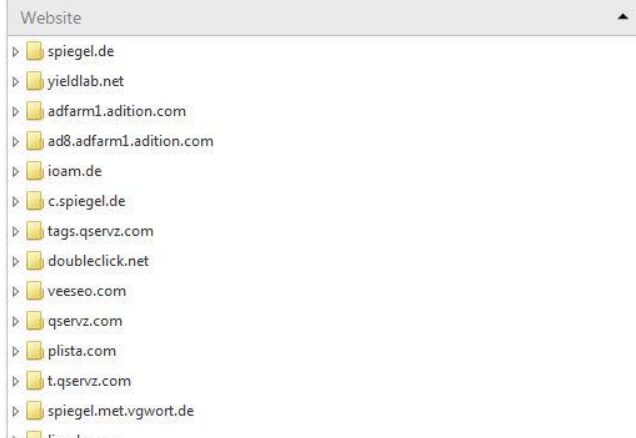 Website
spiegel.de
yieldlab.net
adfarm1.adition.com
ad8.adfarm1.adition.com
ioam.de
c.spiegel.de
tags.qservz.com
doubleclick.net
veeseo.com
qservz.com
plista.com
t.qservz.com
spiegel.met.vgwort.de